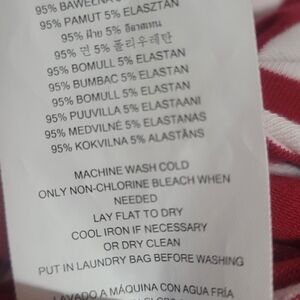 95% BAWEŁNA
95% PAMUT 5% ELASZTÁN
95% ฝ้าย 5% อีลาสเทน
95% 면 5% 폴리우레탄
95% BOMULL 5% ELASTAN
95% BUMBAC 5% ELASTAN
95% BOMULL 5% ELASTAN
95% PUUVILLA 5% ELASTAANI
95% MEDVILNĖ 5% ELASTANAS
95% KOKVILNA 5% ALASTĀNS
MACHINE WASH COLD
ONLY NON-CHLORINE BLEACH WHEN
NEEDED
LAY FLAT TO DRY
COOL IRON IF NECESSARY
OR DRY CLEAN
PUT IN LAUNDRY BAG BEFORE WASHING
LAVADO A MÁQUINA CON AGUA FRÍA